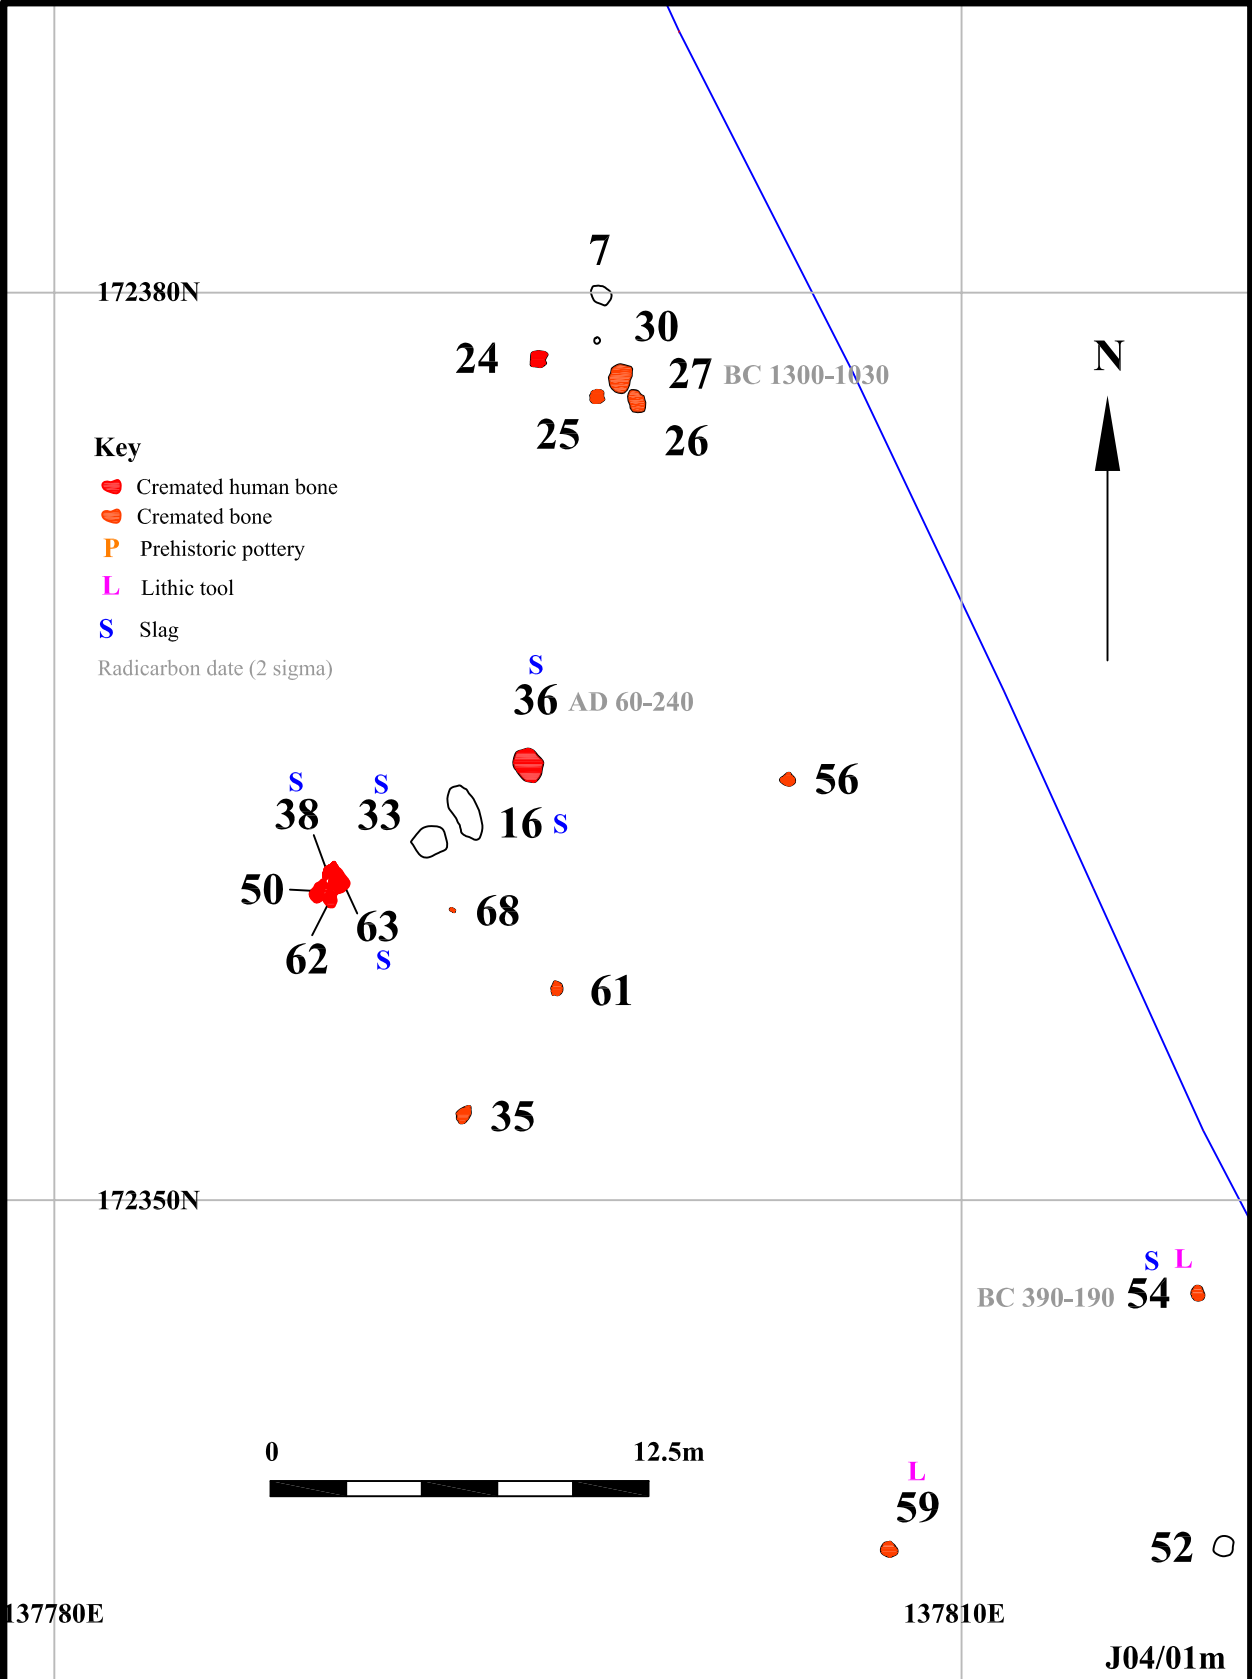 7
172380N
30
24
27 BC 1300-1030
25
26
Key
Cremated human bone
Cremated bone
P Prehistoric pottery
L Lithic tool
S Slag
Radicarbon date (2 sigma)
N
S
36 AD 60-240
56
S
38
S
33
16 S
50
68
63
62
S
61
35
172350N
S L
BC 390-190 54
0 12.5m
L
59
52
137780E
137810E
J04/01m